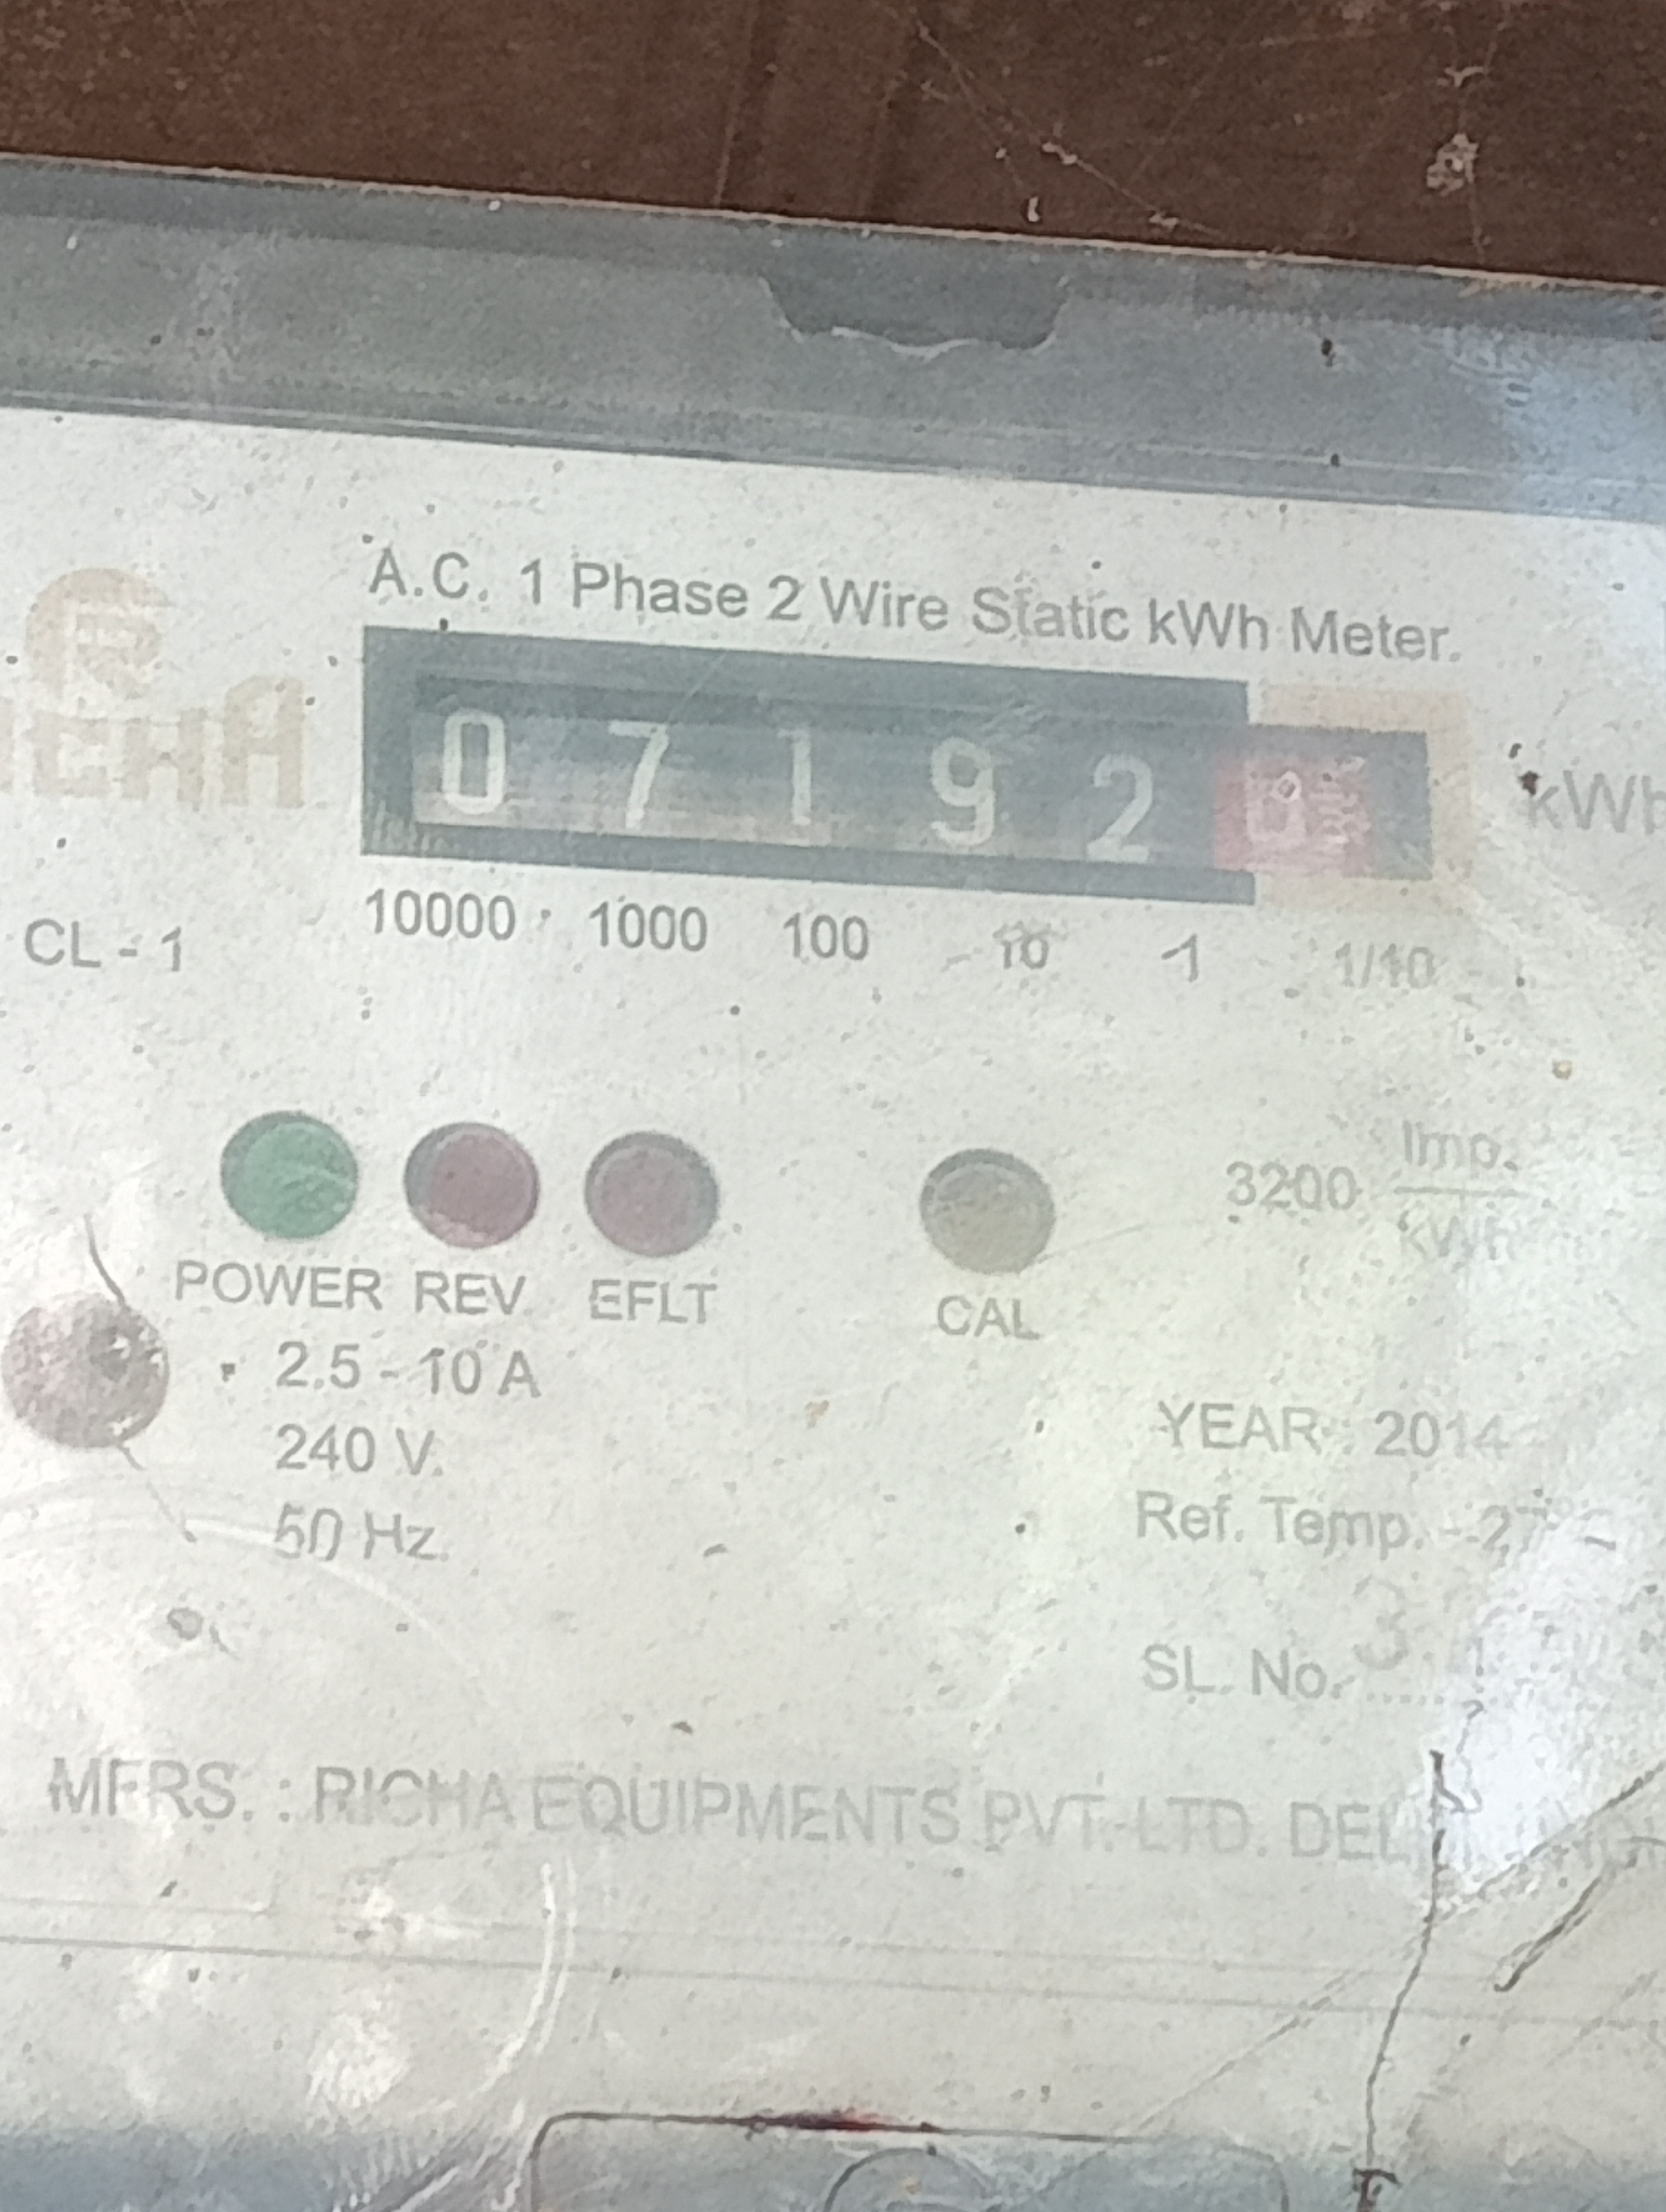 A.C. 1 Phase 2 Wire Static kWh Meter.
0 7 1 9 2
kWh
10000 1000 100 10 1 1/10
CL - 1
3200 Imp.
kWh
POWER REV. EFLT CAL
2.5 - 10 A
240 V.
50 Hz.
YEAR : 2014
Ref. Temp. - 27
SL. No.
MFRS. : RICHA EQUIPMENTS PVT. LTD.